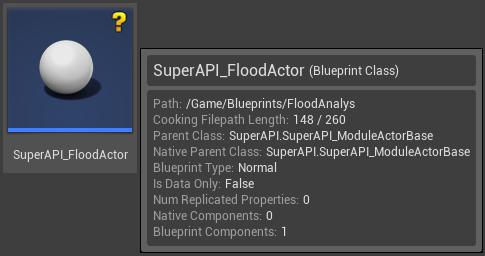 ?
SuperAPI_FloodActor
SuperAPI_FloodActor (Blueprint Class)
Path: /Game/Blueprints/FloodAnalys
Cooking Filepath Length: 148 / 260
Parent Class: SuperAPI.SuperAPI_ModuleActorBase
Native Parent Class: SuperAPI.SuperAPI_ModuleActorBase
Blueprint Type: Normal
Is Data Only: False
Num Replicated Properties: 0
Native Components: 0
Blueprint Components: 1